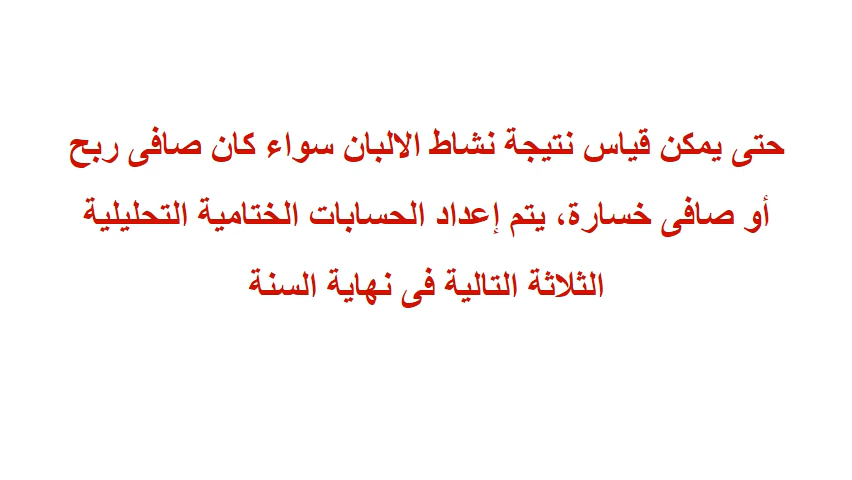 حتى يمكن قياس نتيجة نشاط الالبان سواء كان صافى ربح
أو صافى خسارة، يتم إعداد الحسابات الختامية التحليلية
الثلاثة التالية فى نهاية السنة